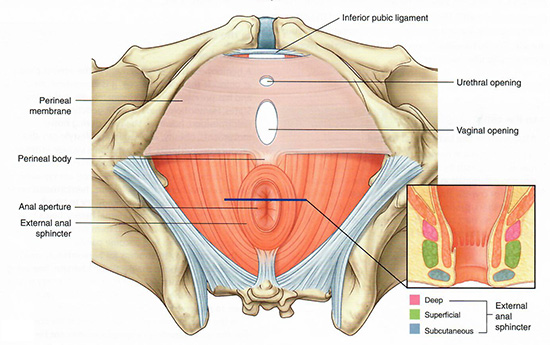 Inferior pubic ligament
Urethral opening
Perineal
membrane
Vaginal opening
Perineal body
Anal aperture
External anal
sphincter
Deep
Superficial
Subcutaneous
External
anal
sphincter